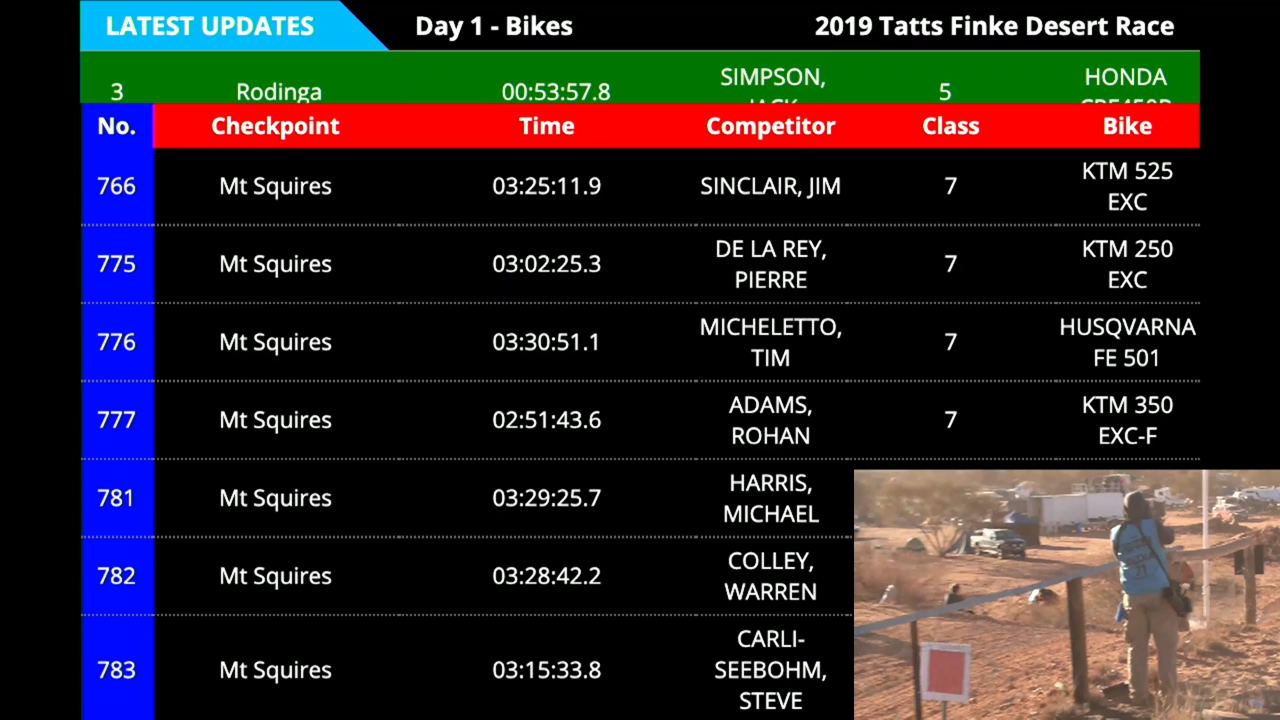 LATEST UPDATES Day 1 - Bikes 2019 Tatts Finke Desert Race
3 Rodinga 00:53:57.8 SIMPSON, 5 HONDA
No. Checkpoint Time Competitor Class Bike
766 Mt Squires 03:25:11.9 SINCLAIR, JIM 7 KTM 525
EXC
775 Mt Squires 03:02:25.3 DE LA REY, 7 KTM 250
PIERRE EXC
776 Mt Squires 03:30:51.1 MICHELETTO, 7 HUSQVARNA
TIM FE 501
777 Mt Squires 02:51:43.6 ADAMS, 7 KTM 350
ROHAN EXC-F
781 Mt Squires 03:29:25.7 HARRIS,
MICHAEL
782 Mt Squires 03:28:42.2 COLLEY,
WARREN
783 Mt Squires 03:15:33.8 CARLI-
SEEBOHM,
STEVE